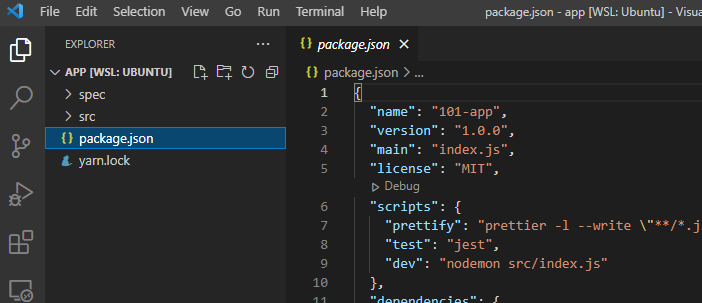 File Edit Selection View Go Run Terminal Help package.json - app [WSL: Ubuntu] - Visua
EXPLORER
APP [WSL: UBUNTU]
spec
src
{} package.json
yarn.lock
{} package.json ×
{} package.json > ...
1 {
2 "name": "101-app",
3 "version": "1.0.0",
4 "main": "index.js",
5 "license": "MIT",
Debug
6 "scripts": {
7 "prettify": "prettier -l --write \"**/*.j
8 "test": "jest",
9 "dev": "nodemon src/index.js"
10 },
11 "dependencies": {